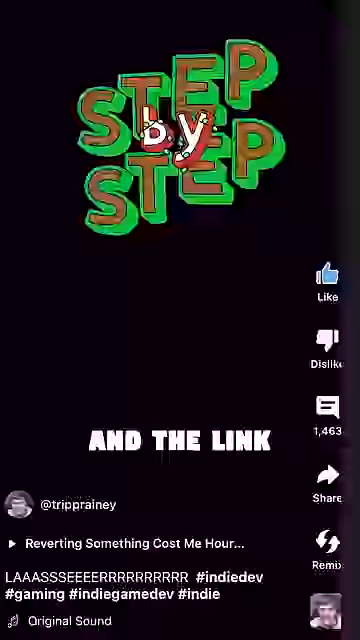 STEP
by
STEP
Like
Dislike
AND THE LINK
1,463
@tripprainey
Share
Reverting Something Cost Me Hour...
Remix
LAAASSSEEEERRRRRRRRRR #indiedev
#gaming #indiegamedev #indie
Original Sound